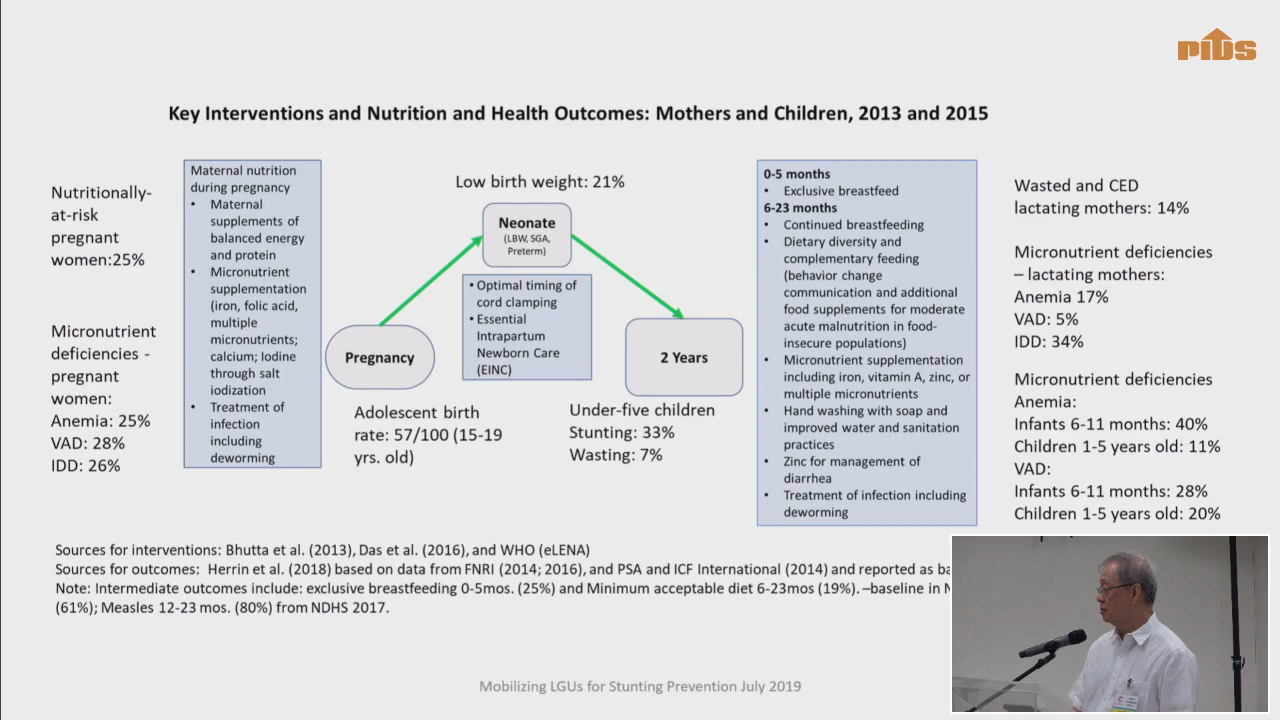 PIDS
Key Interventions and Nutrition and Health Outcomes: Mothers and Children, 2013 and 2015
Nutritionally-
at-risk
pregnant
women:25%
Micronutrient
deficiencies -
pregnant
women:
Anemia: 25%
VAD: 28%
IDD: 26%
Maternal nutrition
during pregnancy
• Maternal
supplements of
balanced energy
and protein
• Micronutrient
supplementation
(iron, folic acid,
multiple
micronutrients;
calcium; Iodine
through salt
iodization
• Treatment of
infection
including
deworming
Low birth weight: 21%
Neonate
(LBW, SGA,
Preterm)
• Optimal timing of
cord clamping
• Essential
Intrapartum
Newborn Care
(EINC)
Pregnancy
2 Years
Adolescent birth
rate: 57/100 (15-19
yrs. old)
Under-five children
Stunting: 33%
Wasting: 7%
0-5 months
• Exclusive breastfeed
6-23 months
• Continued breastfeeding
• Dietary diversity and
complementary feeding
(behavior change
communication and additional
food supplements for moderate
acute malnutrition in food-
insecure populations)
• Micronutrient supplementation
including iron, vitamin A, zinc, or
multiple micronutrients
• Hand washing with soap and
improved water and sanitation
practices
• Zinc for management of
diarrhea
• Treatment of infection including
deworming
Wasted and CED
lactating mothers: 14%
Micronutrient deficiencies
– lactating mothers:
Anemia 17%
VAD: 5%
IDD: 34%
Micronutrient deficiencies
Anemia:
Infants 6-11 months: 40%
Children 1-5 years old: 11%
VAD:
Infants 6-11 months: 28%
Children 1-5 years old: 20%
Sources for interventions: Bhutta et al. (2013), Das et al. (2016), and WHO (eLENA)
Sources for outcomes: Herrin et al. (2018) based on data from FNRI (2014; 2016), and PSA and ICF International (2014) and reported as ba
Note: Intermediate outcomes include: exclusive breastfeeding 0-5mos. (25%) and Minimum acceptable diet 6-23mos (19%). –baseline in N
(61%); Measles 12-23 mos. (80%) from NDHS 2017.
Mobilizing LGUs for Stunting Prevention July 2019